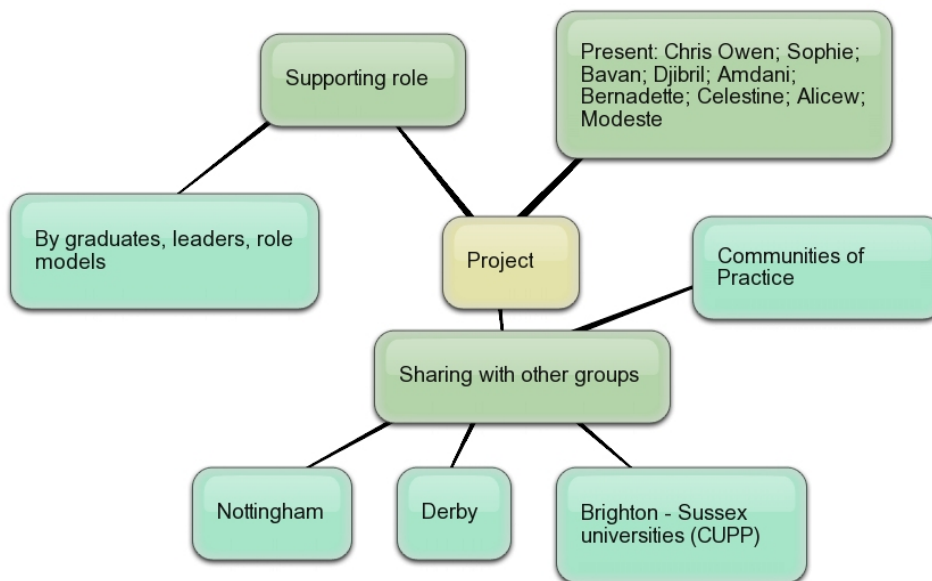 Supporting role
Present: Chris Owen; Sophie;
Bavan; Djibril; Amdani;
Bernadette; Celestine; Alicew;
Modeste
By graduates, leaders, role
models
Project
Communities of
Practice
Sharing with other groups
Nottingham
Derby
Brighton - Sussex
universities (CUPP)